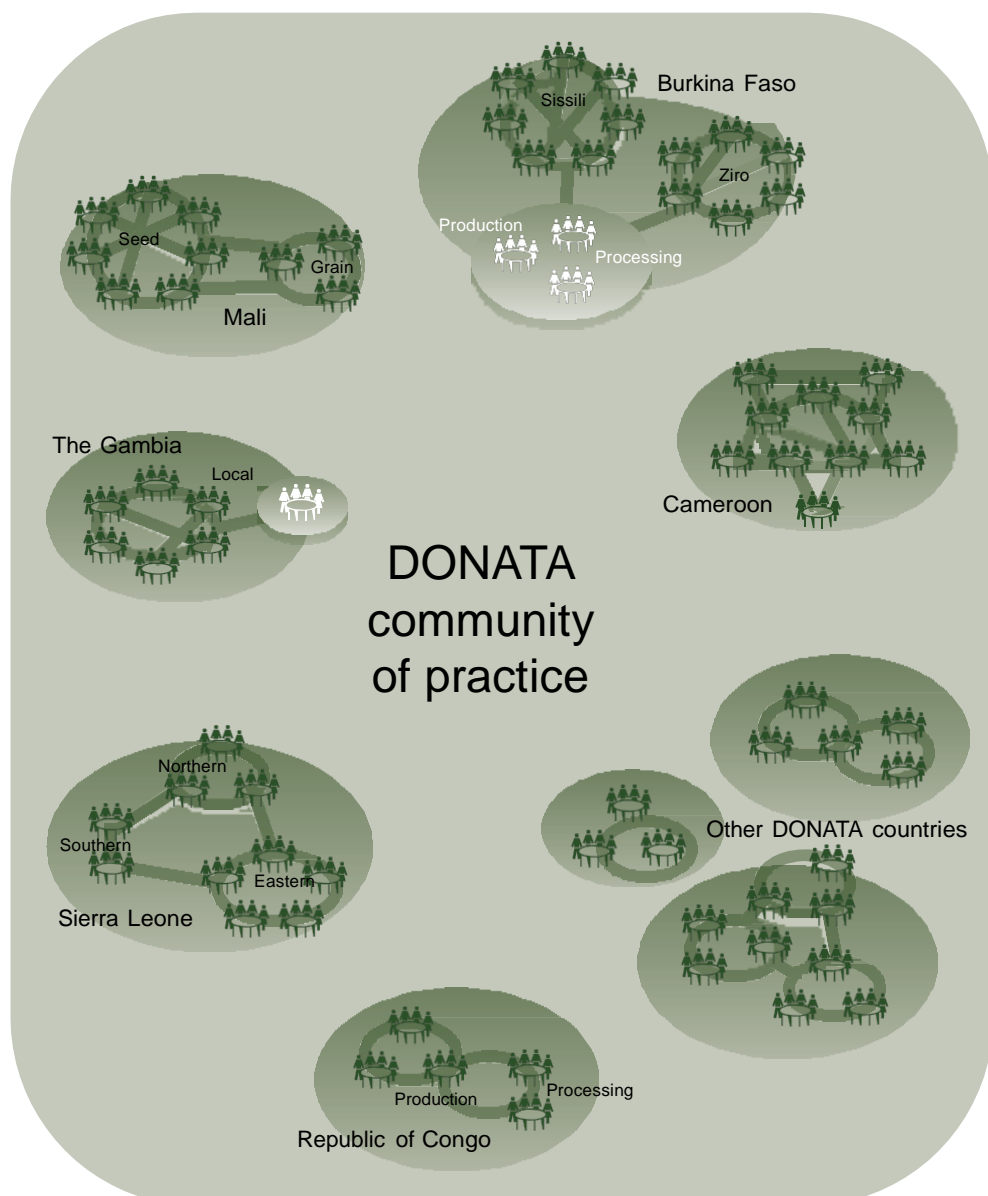 Burkina Faso
Sissili
Ziro
Production
Processing
Seed
Grain
Mali
The Gambia
Local
Cameroon
DONATA
community
of practice
Northern
Southern
Eastern
Sierra Leone
Other DONATA countries
Production
Processing
Republic of Congo